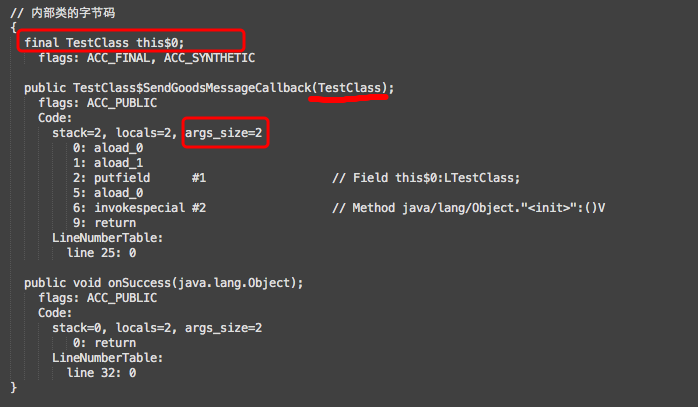 // 内部类的字节码
{
final TestClass this$0;
flags: ACC_FINAL, ACC_SYNTHETIC
public TestClass$SendGoodsMessageCallback(TestClass);
flags: ACC_PUBLIC
Code:
stack=2, locals=2, args_size=2
0: aload_0
1: aload_1
2: putfield #1 // Field this$0:LTestClass;
5: aload_0
6: invokespecial #2 // Method java/lang/Object."<init>":()V
9: return
LineNumberTable:
line 25: 0
public void onSuccess(java.lang.Object);
flags: ACC_PUBLIC
Code:
stack=0, locals=2, args_size=2
0: return
LineNumberTable:
line 32: 0
}